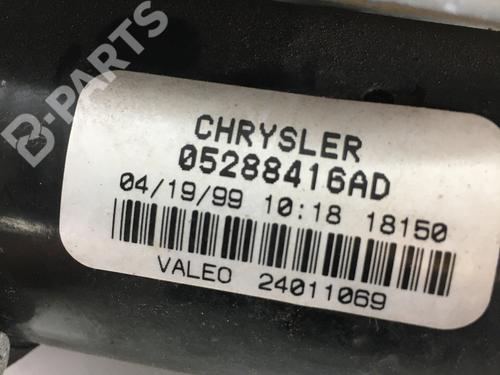 B-PARTS
CHRYSLER
05288416AD
04/19/99 10:18 18150
VALEO 24011069